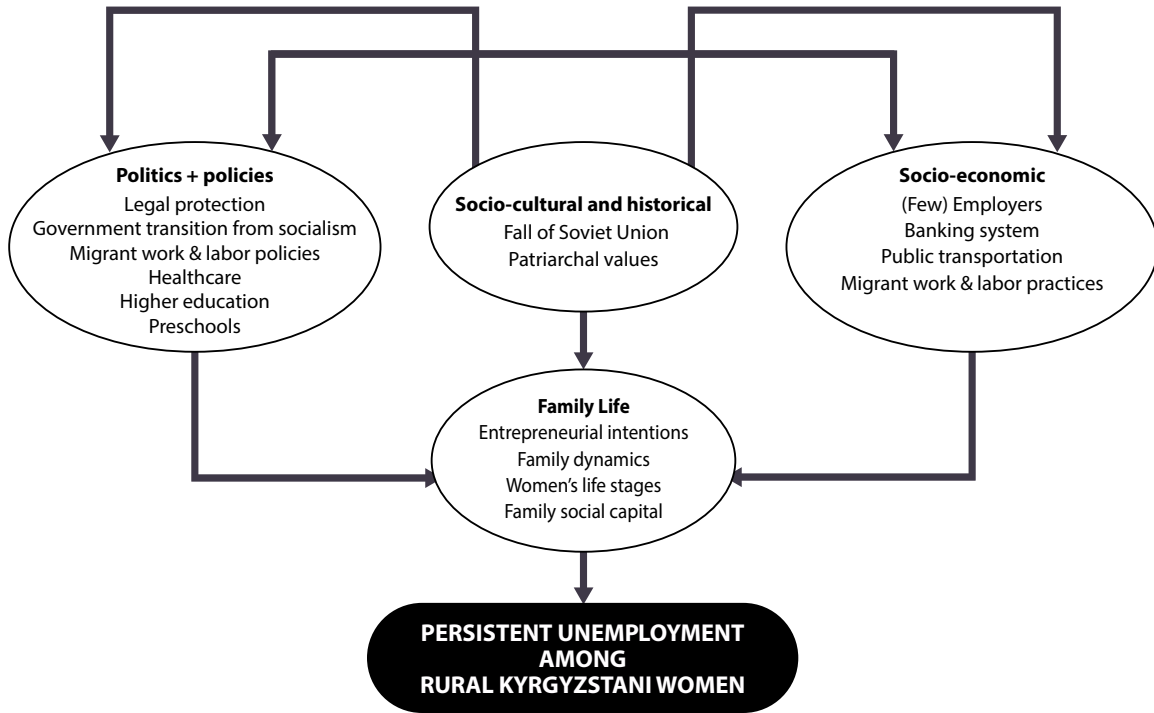 Politics + policies
Legal protection
Government transition from socialism
Migrant work & labor policies
Healthcare
Higher education
Preschools
Socio-cultural and historical
Fall of Soviet Union
Patriarchal values
Socio-economic
(Few) Employers
Banking system
Public transportation
Migrant work & labor practices
Family Life
Entrepreneurial intentions
Family dynamics
Women’s life stages
Family social capital
PERSISTENT UNEMPLOYMENT
AMONG
RURAL KYRGYZSTANI WOMEN